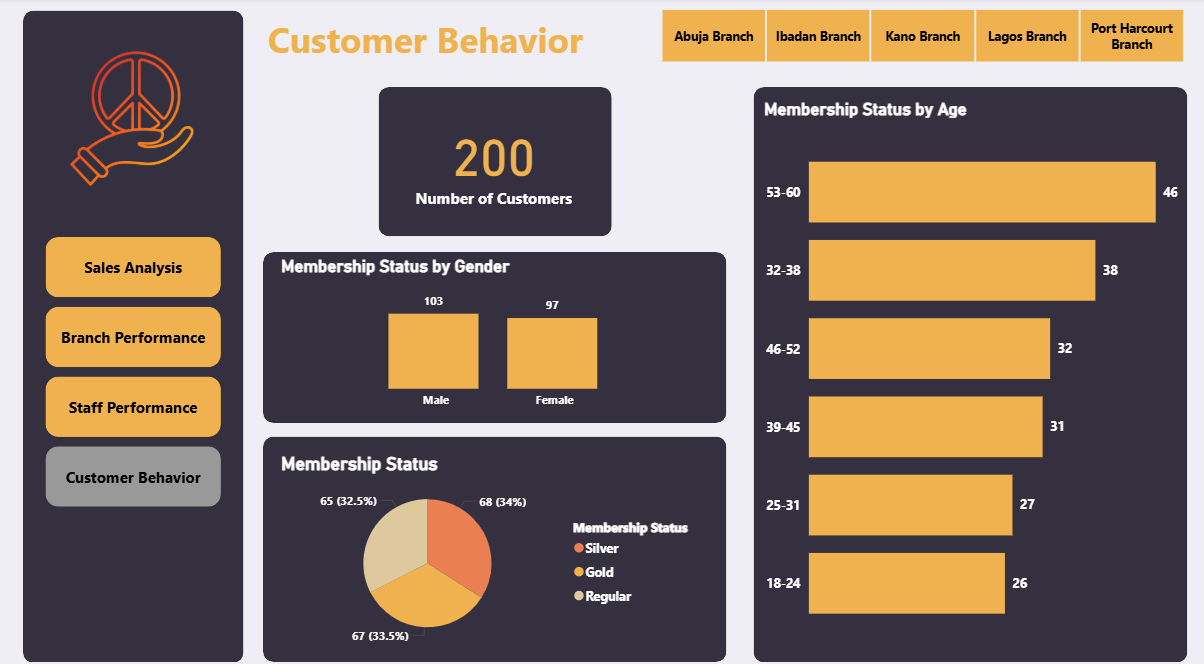 Customer Behavior
Abuja Branch
Ibadan Branch
Kano Branch
Lagos Branch
Port Harcourt
Branch
Sales Analysis
Branch Performance
Staff Performance
Customer Behavior
200
Number of Customers
Membership Status by Gender
103
97
Male
Female
Membership Status
65 (32.5%)
68 (34%)
67 (33.5%)
Membership Status
Silver
Gold
Regular
Membership Status by Age
53-60 46
32-38 38
46-52 32
39-45 31
25-31 27
18-24 26